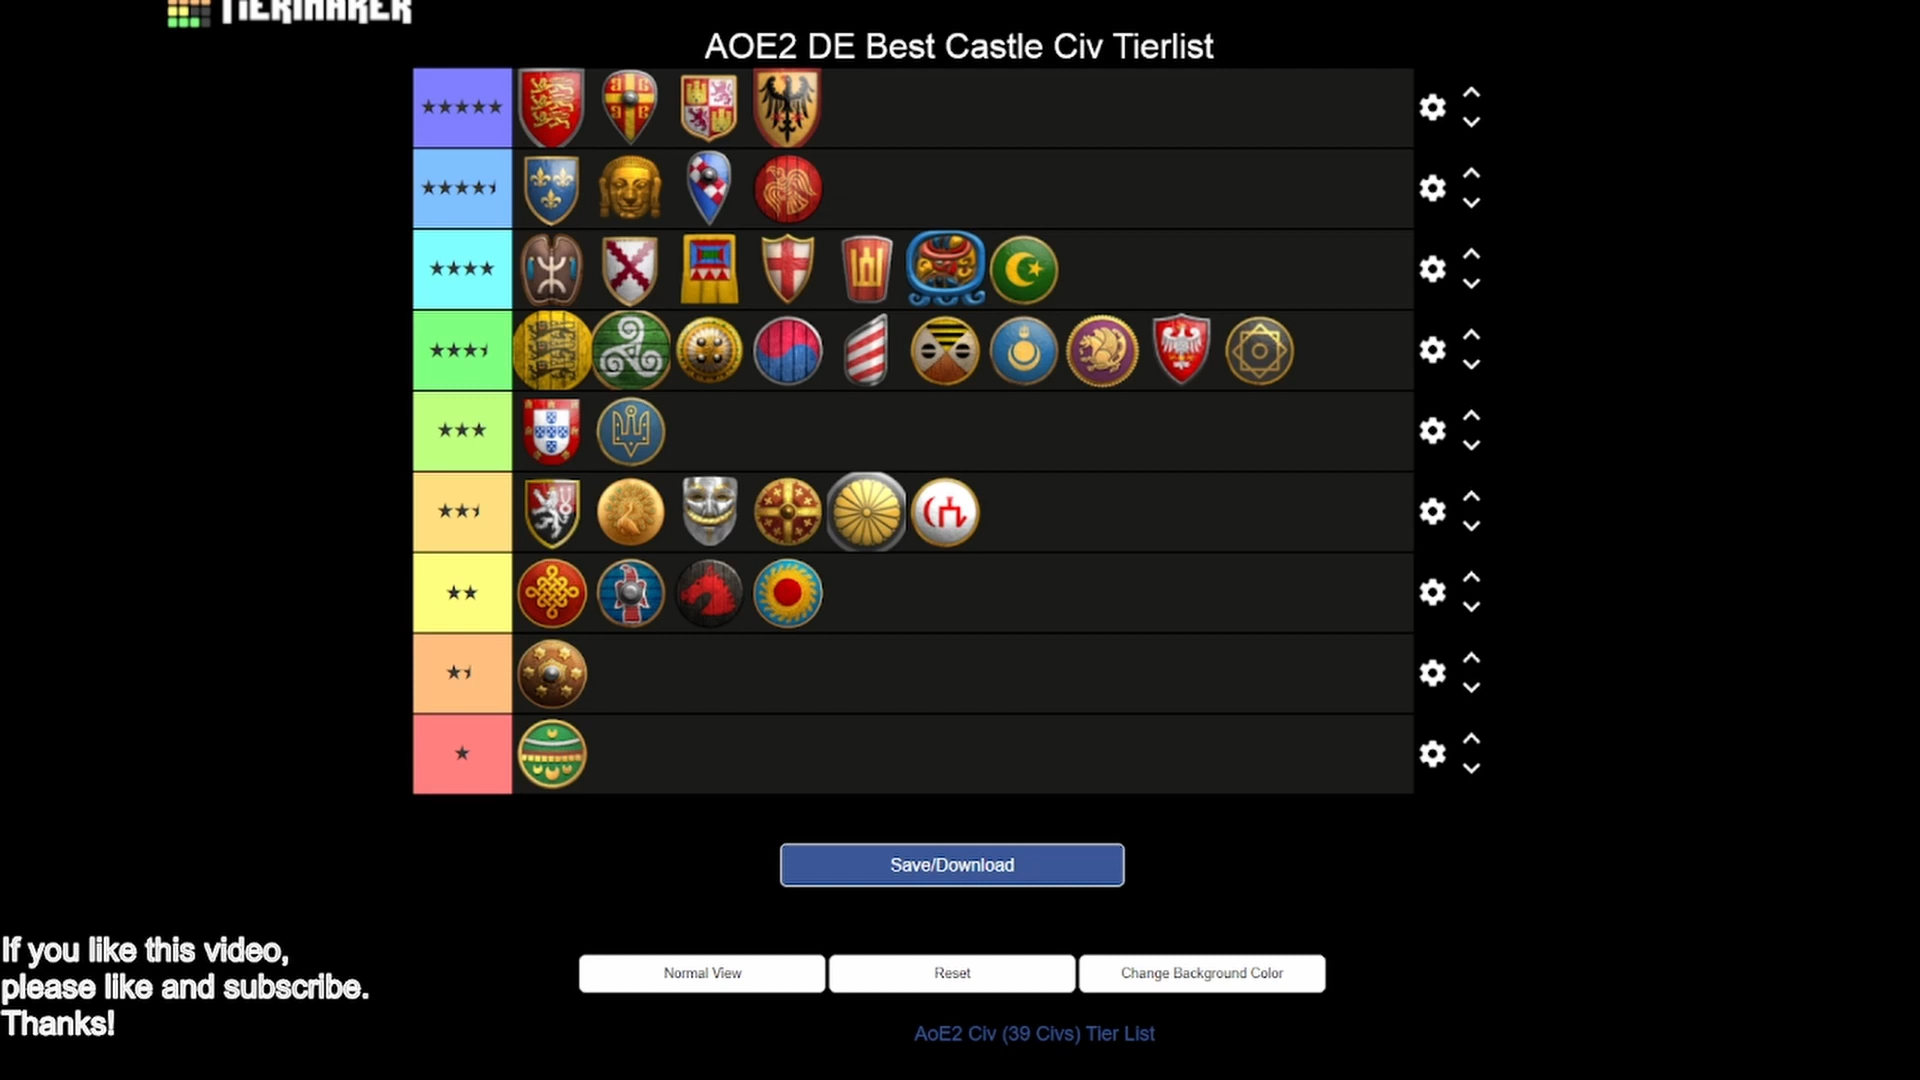 TIERMAKER
AOE2 DE Best Castle Civ Tierlist
★★★★★
★★★★⯨
★★★★
★★★⯨
★★★
★★⯨
★★
★⯨
★
Save/Download
Normal View
Reset
Change Background Color
AoE2 Civ (39 Civs) Tier List
If you like this video,
please like and subscribe.
Thanks!